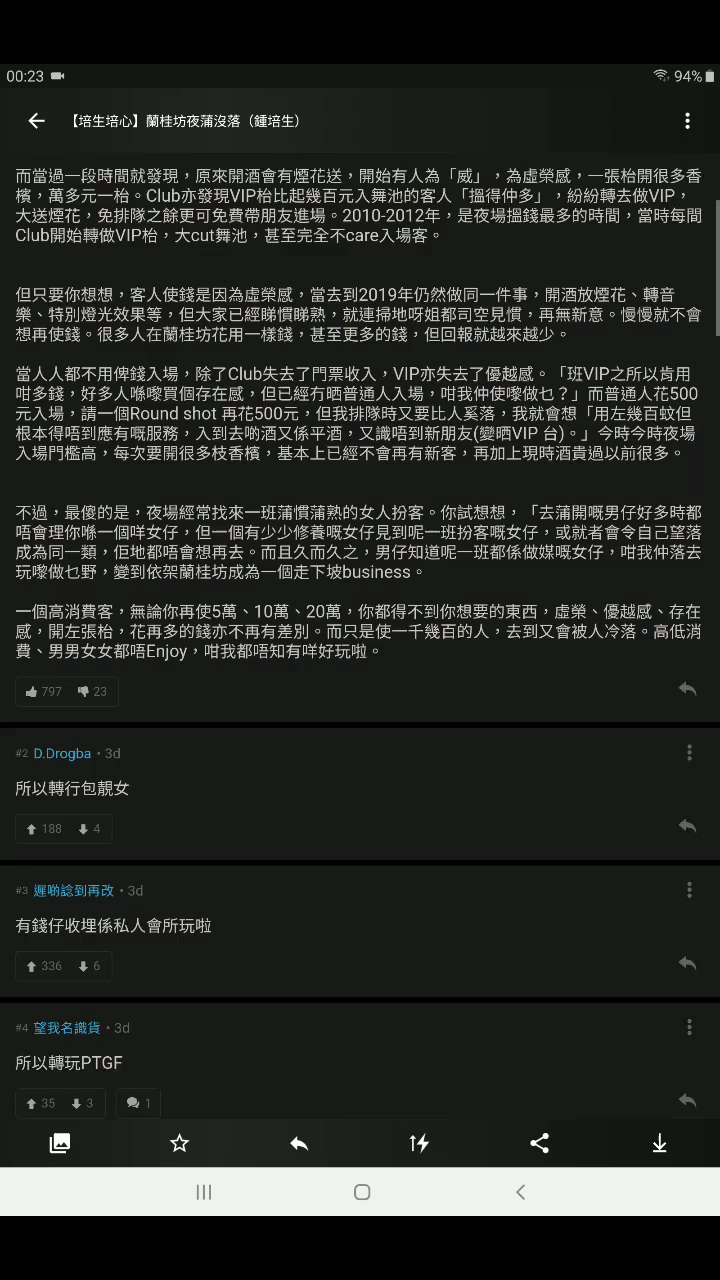 00:23
94%
【培生培心】蘭桂坊夜蒲沒落（鍾培生）
而當過一段時間就發現，原來開酒會有煙花送，開始有人為「威」，為虛榮感，一張枱開很多香
檳，萬多元一枱。Club亦發現VIP枱比起幾百元入舞池的客人「搵得仲多」，紛紛轉去做VIP，
大送煙花，免排隊之餘更可免費帶朋友進場。2010-2012年，是夜場搵錢最多的時間，當時每間
Club開始轉做VIP枱，大cut舞池，甚至完全不care入場客。
但只要你想想，客人使錢是因為虛榮感，當去到2019年仍然做同一件事，開酒放煙花、轉音
樂、特別燈光效果等，但大家已經睇慣睇熟，就連掃地呀姐都司空見慣，再無新意。慢慢就不會
想再使錢。很多人在蘭桂坊花用一樣錢，甚至更多的錢，但回報就越來越少。
當人人都不用俾錢入場，除了Club失去了門票收入，VIP亦失去了優越感。「班VIP之所以肯用
咁多錢，好多人喺嚟買個存在感，但已經冇晒普通人入場，咁我仲使嚟做乜？」而普通人花500
元入場，請一個Round shot 再花500元，但我排隊時又要比人奚落，我就會想「用左幾百蚊但
根本得唔到應有嘅服務，入到去啲酒又係平酒，又識唔到新朋友(變晒VIP 台)。」今時今時夜場
入場門檻高，每次要開很多枝香檳，基本上已經不會再有新客，再加上現時酒貴過以前很多。
不過，最傻的是，夜場經常找來一班蒲慣蒲熟的女人扮客。你試想想，「去蒲開嘅男仔好多時都
唔會理你喺一個咩女仔，但一個有少少修養嘅女仔見到呢一班扮客嘅女仔，或就者會令自己望落
成為同一類，佢地都唔會想再去。而且久而久之，男仔知道呢一班都係做媒嘅女仔，咁我仲落去
玩嚟做乜野，變到依架蘭桂坊成為一個走下坡business。
一個高消費客，無論你再使5萬、10萬、20萬，你都得不到你想要的東西，虛榮、優越感、存在
感，開左張枱，花再多的錢亦不再有差別。而只是使一千幾百的人，去到又會被人冷落。高低消
費、男男女女都唔Enjoy，咁我都唔知有咩好玩啦。
797 23
#2 D.Drogba • 3d
所以轉行包靚女
188 4
#3 遲啲諗到再改 • 3d
有錢仔收埋係私人會所玩啦
336 6
#4 望我名識貨 • 3d
所以轉玩PTGF
35 3 1